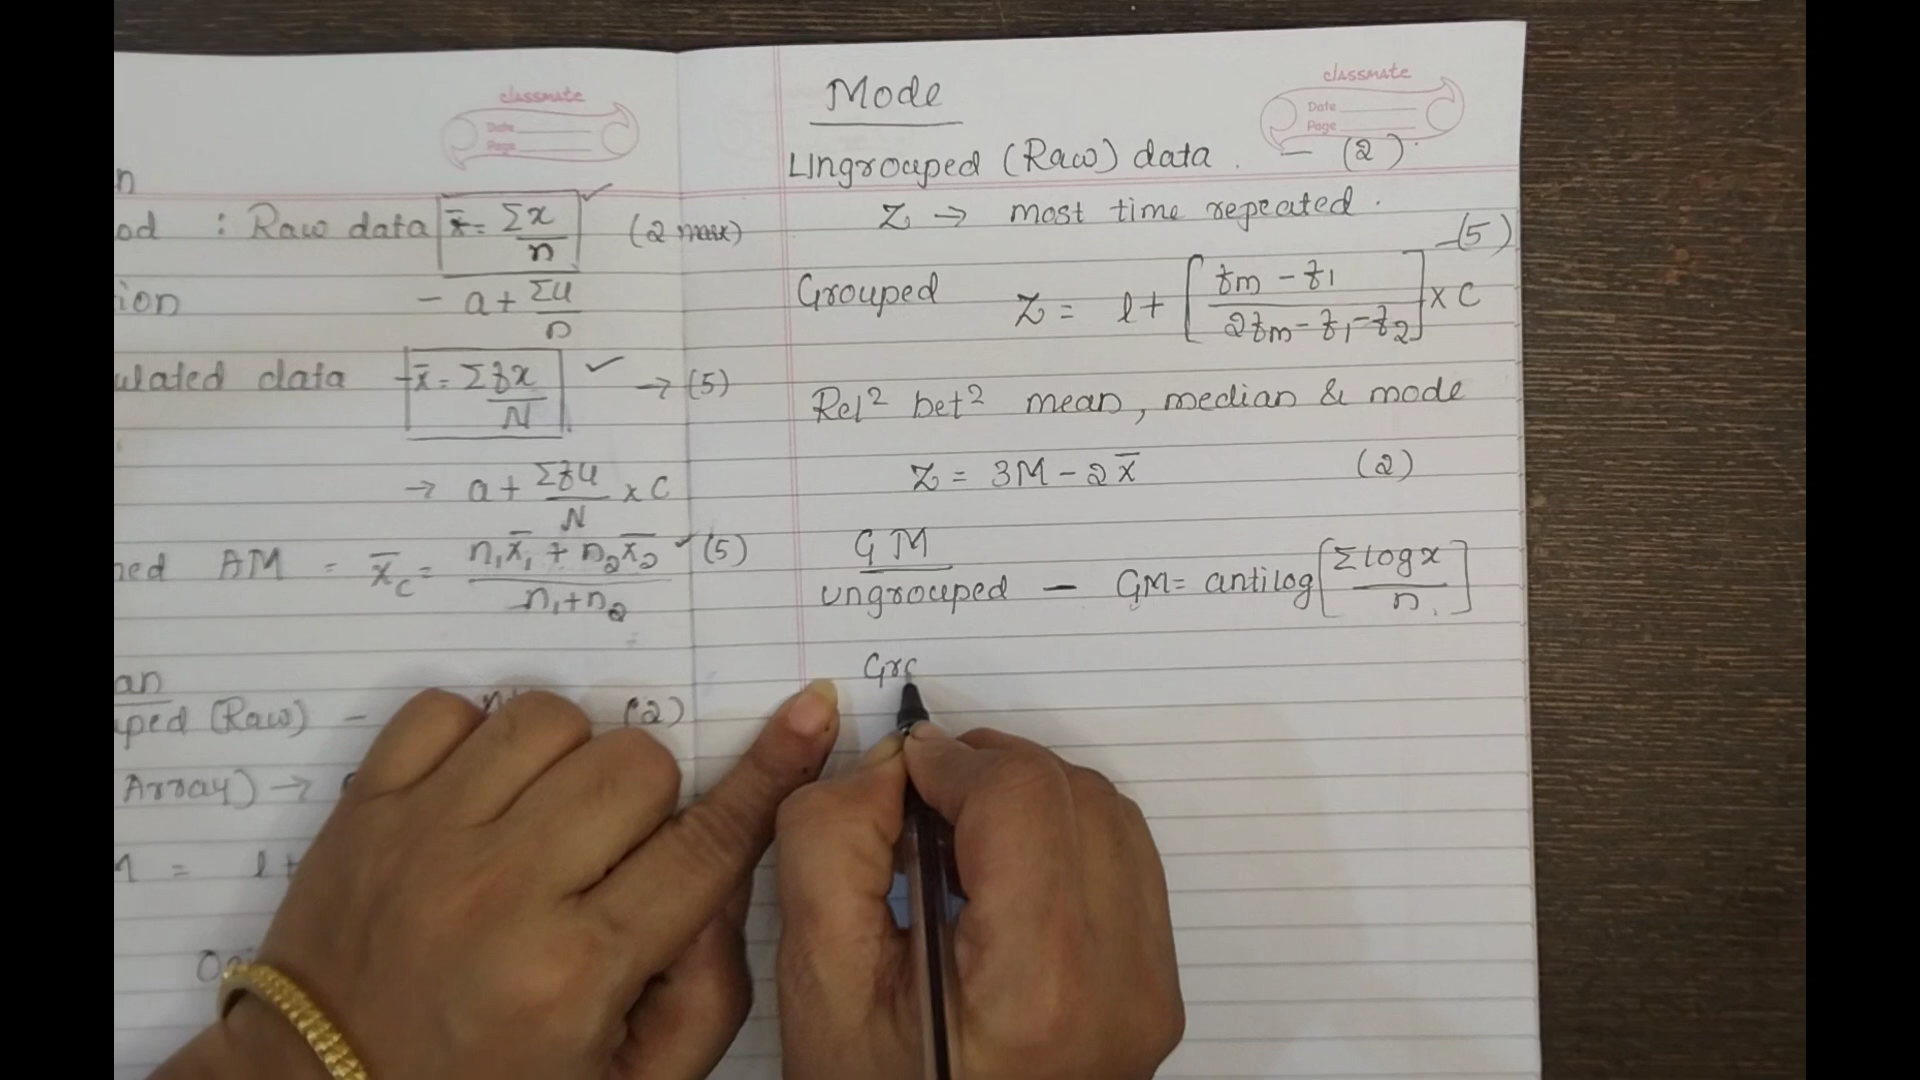 classmate
Date
Page
n
od : Raw data x̄ = Σx/n (2 marx)
ion - a + Σu/n
ulated data x̄ = Σfx/N → (5)
→ a + Σfu/N × C
ned AM = x̄c = n₁x̄₁ + n₂x̄₂/n₁+n₂ (5)
an
uped (Raw) - (2)
Array) →
M = l+
classmate
Date
Page
Mode
Ungrouped (Raw) data. - (2).
Z → most time repeated.
Grouped Z = l + [fm - f1/2fm - f1 - f2] × C -(5)
Rel² bet² mean, median & mode
Z = 3M - 2x̄ (2)
GM
ungrouped - GM = antilog [Σ log x/n]
Gro